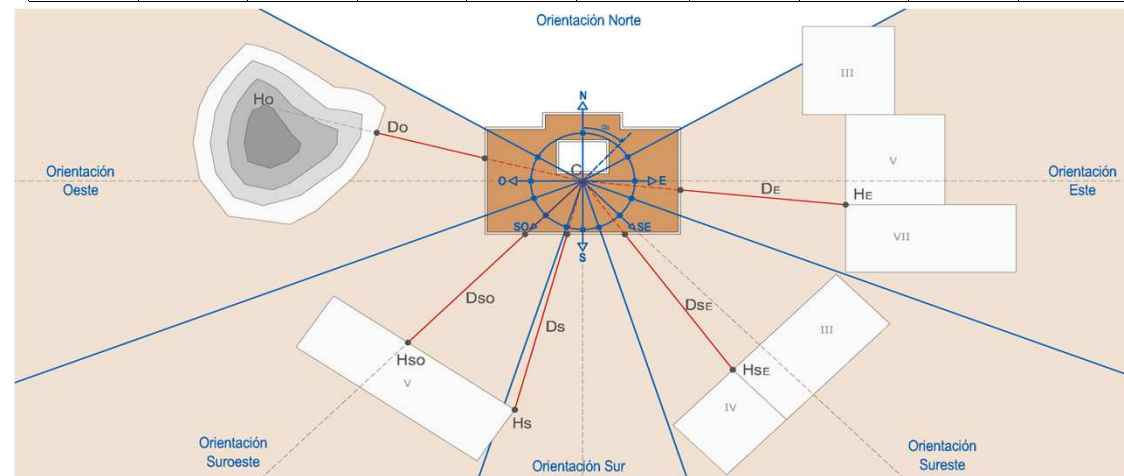 Orientación Norte
III
Ho
Do
N
V
Orientación
Oeste
C
O
E
Orientación
Este
DE
HE
VII
SO
SE
S
Dso
Ds
DSE
III
Hso
V
HSE
IV
Hs
Orientación
Suroeste
Orientación Sur
Orientación
Sureste